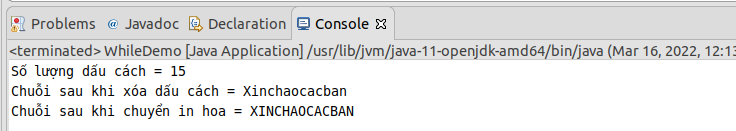 Problems @ Javadoc Declaration Console
<terminated> WhileDemo [Java Application] /usr/lib/jvm/java-11-openjdk-amd64/bin/java (Mar 16, 2022, 12:13
Số lượng dấu cách = 15
Chuỗi sau khi xóa dấu cách = Xinchaocacban
Chuỗi sau khi chuyển in hoa = XINCHAOCACBAN